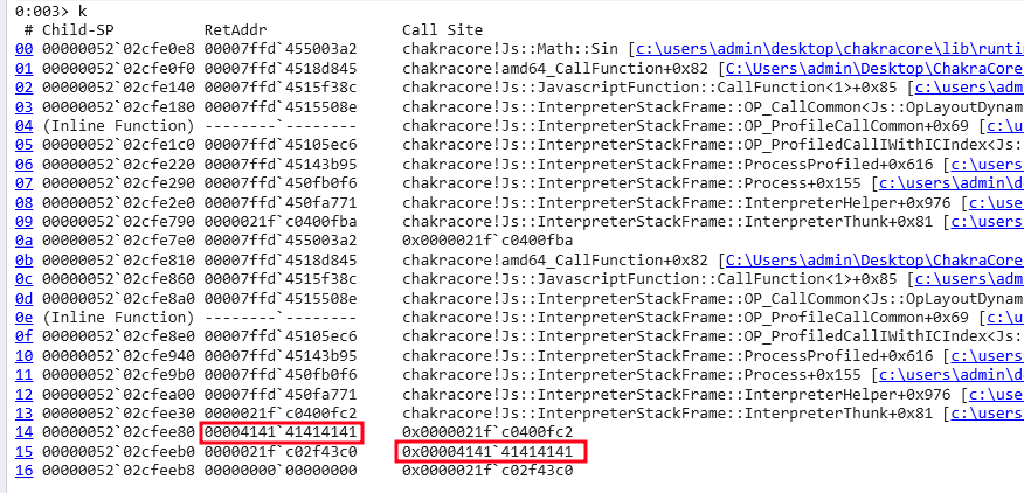 0:003> k
 # Child-SP          RetAddr           Call Site
00 00000052`02cfe0e8 00007ffd`455003a2 chakracore!Js::Math::Sin [c:\users\admin\desktop\chakracore\lib\runti
01 00000052`02cfe0f0 00007ffd`4518d845 chakracore!amd64_CallFunction+0x82 [C:\Users\admin\Desktop\ChakraCore
02 00000052`02cfe140 00007ffd`4515f38c chakracore!Js::JavascriptFunction::CallFunction<1>+0x85 [c:\users\adm
03 00000052`02cfe180 00007ffd`4515508e chakracore!Js::InterpreterStackFrame::OP_CallCommon<Js::OpLayoutDynam
04 (Inline Function) --------`-------- chakracore!Js::InterpreterStackFrame::OP_ProfileCallCommon+0x69 [c:\u
05 00000052`02cfe1c0 00007ffd`45105ec6 chakracore!Js::InterpreterStackFrame::OP_ProfiledCallIWithICIndex<Js:
06 00000052`02cfe220 00007ffd`45143b95 chakracore!Js::InterpreterStackFrame::ProcessProfiled+0x616 [c:\users
07 00000052`02cfe290 00007ffd`450fb0f6 chakracore!Js::InterpreterStackFrame::Process+0x155 [c:\users\admin\de
08 00000052`02cfe2e0 00007ffd`450fa771 chakracore!Js::InterpreterStackFrame::InterpreterHelper+0x976 [c:\use
09 00000052`02cfe790 0000021f`c0400fba chakracore!Js::InterpreterStackFrame::InterpreterThunk+0x81 [c:\users
0a 00000052`02cfe7e0 00007ffd`455003a2 0x0000021f`c0400fba
0b 00000052`02cfe810 00007ffd`4518d845 chakracore!amd64_CallFunction+0x82 [C:\Users\admin\Desktop\ChakraCore
0c 00000052`02cfe860 00007ffd`4515f38c chakracore!Js::JavascriptFunction::CallFunction<1>+0x85 [c:\users\adm
0d 00000052`02cfe8a0 00007ffd`4515508e chakracore!Js::InterpreterStackFrame::OP_CallCommon<Js::OpLayoutDynam
0e (Inline Function) --------`-------- chakracore!Js::InterpreterStackFrame::OP_ProfileCallCommon+0x69 [c:\u
0f 00000052`02cfe8e0 00007ffd`45105ec6 chakracore!Js::InterpreterStackFrame::OP_ProfiledCallIWithICIndex<Js:
10 00000052`02cfe940 00007ffd`45143b95 chakracore!Js::InterpreterStackFrame::ProcessProfiled+0x616 [c:\users
11 00000052`02cfe9b0 00007ffd`450fb0f6 chakracore!Js::InterpreterStackFrame::Process+0x155 [c:\users\admin\de
12 00000052`02cfea00 00007ffd`450fa771 chakracore!Js::InterpreterStackFrame::InterpreterHelper+0x976 [c:\use
13 00000052`02cfee30 0000021f`c0400fc2 chakracore!Js::InterpreterStackFrame::InterpreterThunk+0x81 [c:\users
14 00000052`02cfee80 00004141`41414141 0x0000021f`c0400fc2
15 00000052`02cfeeb0 0000021f`c02f43c0 0x00004141`41414141
16 00000052`02cfeeb8 00000000`00000000 0x0000021f`c02f43c0